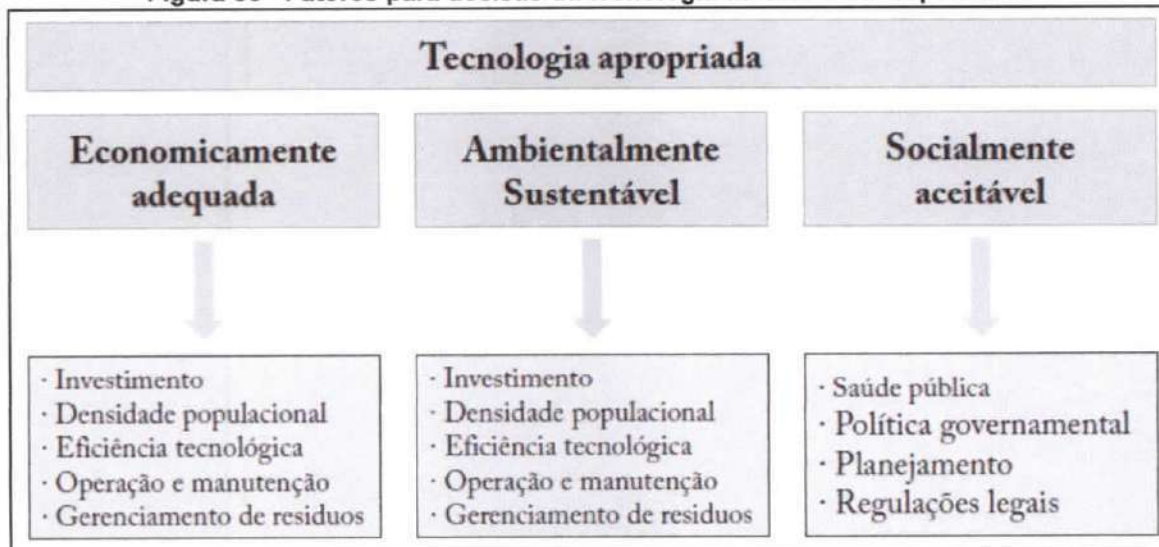 Tecnologia apropriada
Economicamente
adequada
Ambientalmente
Sustentável
Socialmente
aceitável
· Investimento
· Densidade populacional
· Eficiência tecnológica
· Operação e manutenção
· Gerenciamento de residuos
· Investimento
· Densidade populacional
· Eficiência tecnológica
· Operação e manutenção
· Gerenciamento de residuos
· Saúde pública
· Política governamental
· Planejamento
· Regulações legais